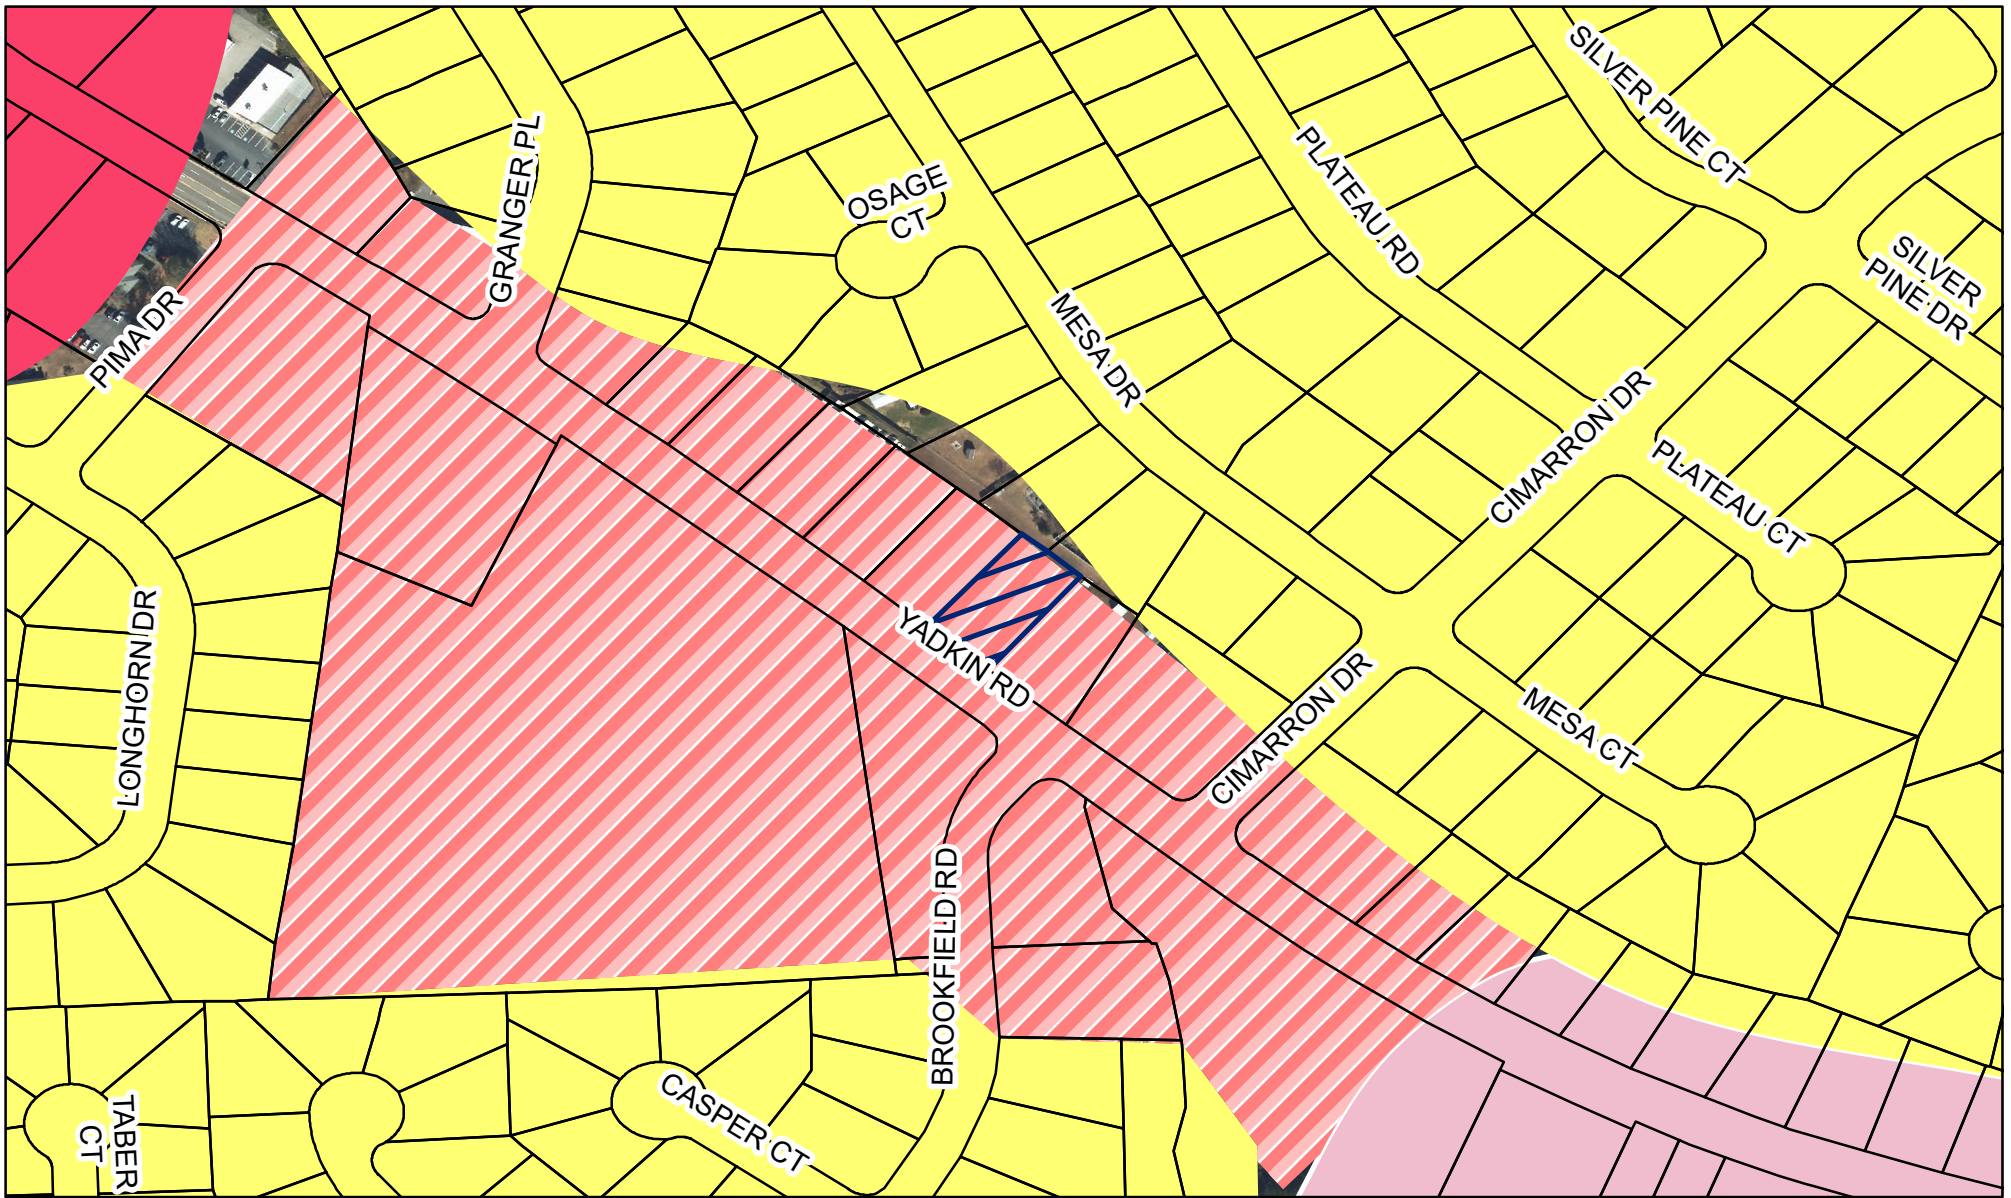 SILVER PINE CT
GRANGER PL
PLATEAU RD
OSAGE
CT
SILVER
PINE DR
PIMA DR
MESA DR
CIMARRON DR
PLATEAU CT
LONGHORN DR
YADKIN RD
CIMARRON DR
MESA CT
BROOKFIELD RD
CASPER CT
TABER
CT